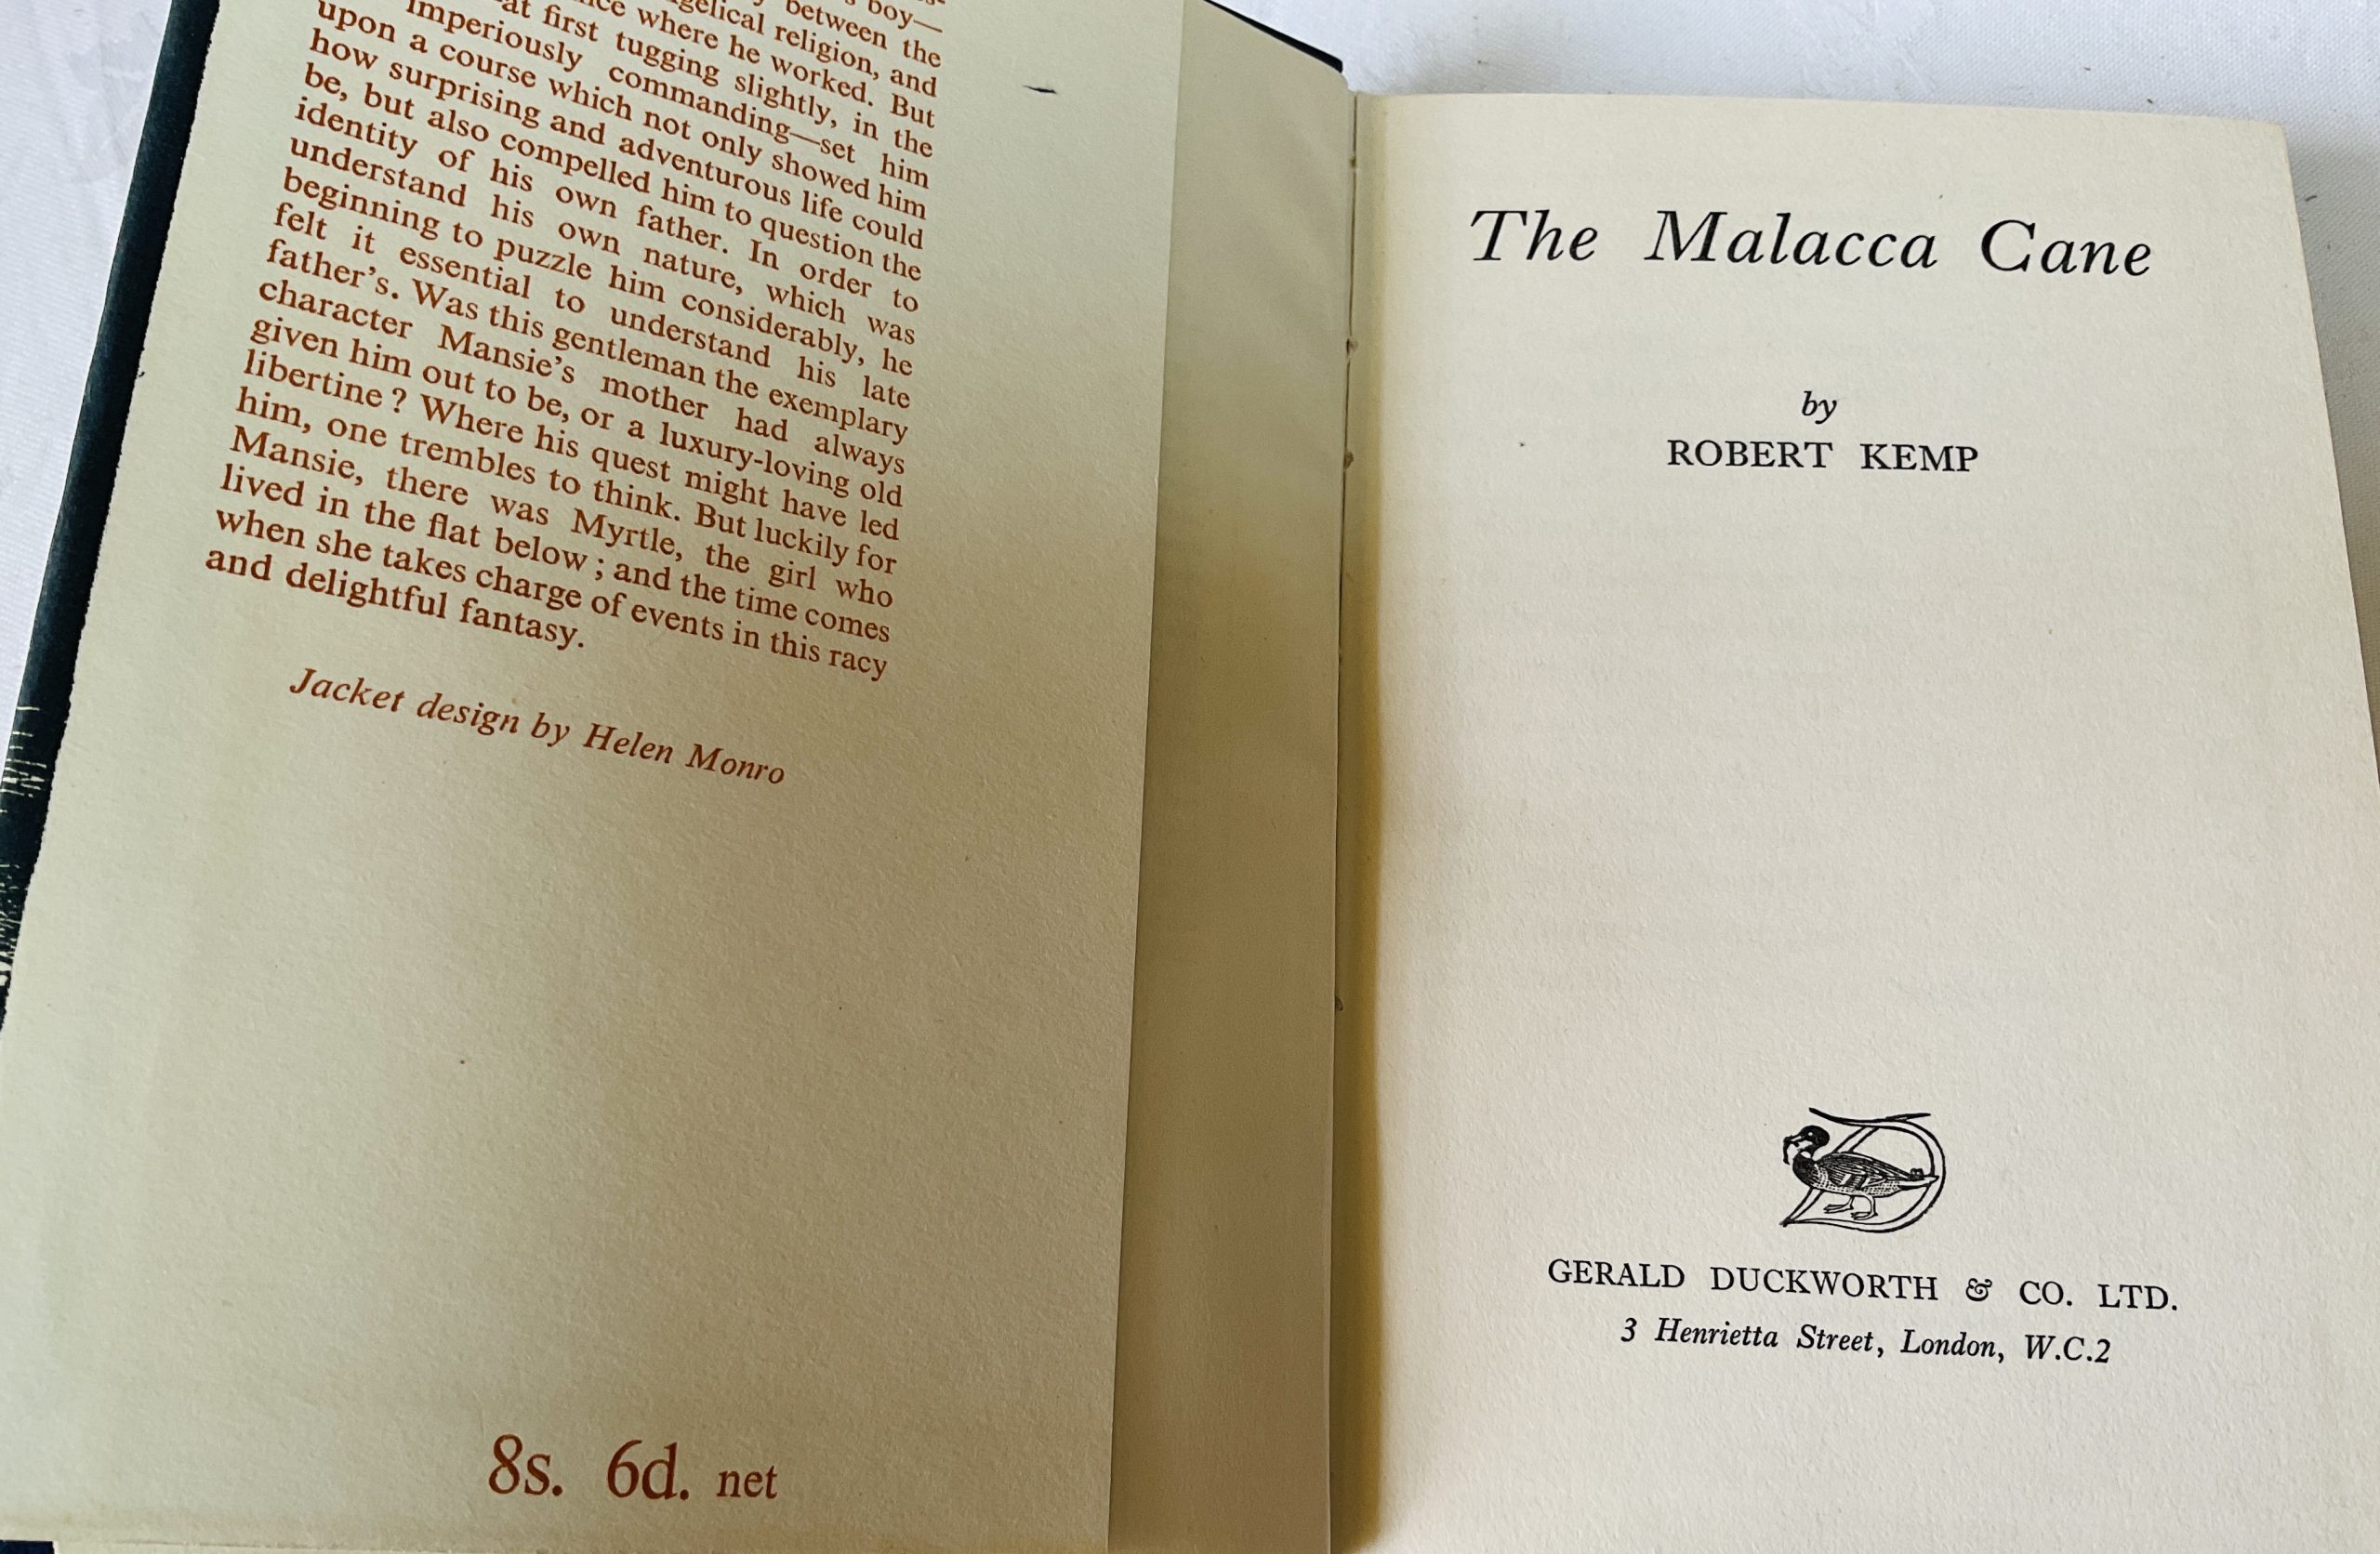 boy—
between the
gelical religion, and
nce where he worked. But
at first tugging slightly, in the
imperiously commanding—set him
upon a course which not only showed him
how surprising and adventurous life could
be, but also compelled him to question the
identity of his own father. In order to
understand his own nature, which was
beginning to puzzle him considerably, he
felt it essential to understand his late
father's. Was this gentleman the exemplary
character Mansie's mother had always
given him out to be, or a luxury-loving old
libertine ? Where his quest might have led
him, one trembles to think. But luckily for
Mansie, there was Myrtle, the girl who
lived in the flat below ; and the time comes
when she takes charge of events in this racy
and delightful fantasy.
Jacket design by Helen Monro
8s. 6d. net
The Malacca Cane
by
ROBERT KEMP
GERALD DUCKWORTH & CO. LTD.
3 Henrietta Street, London, W.C.2